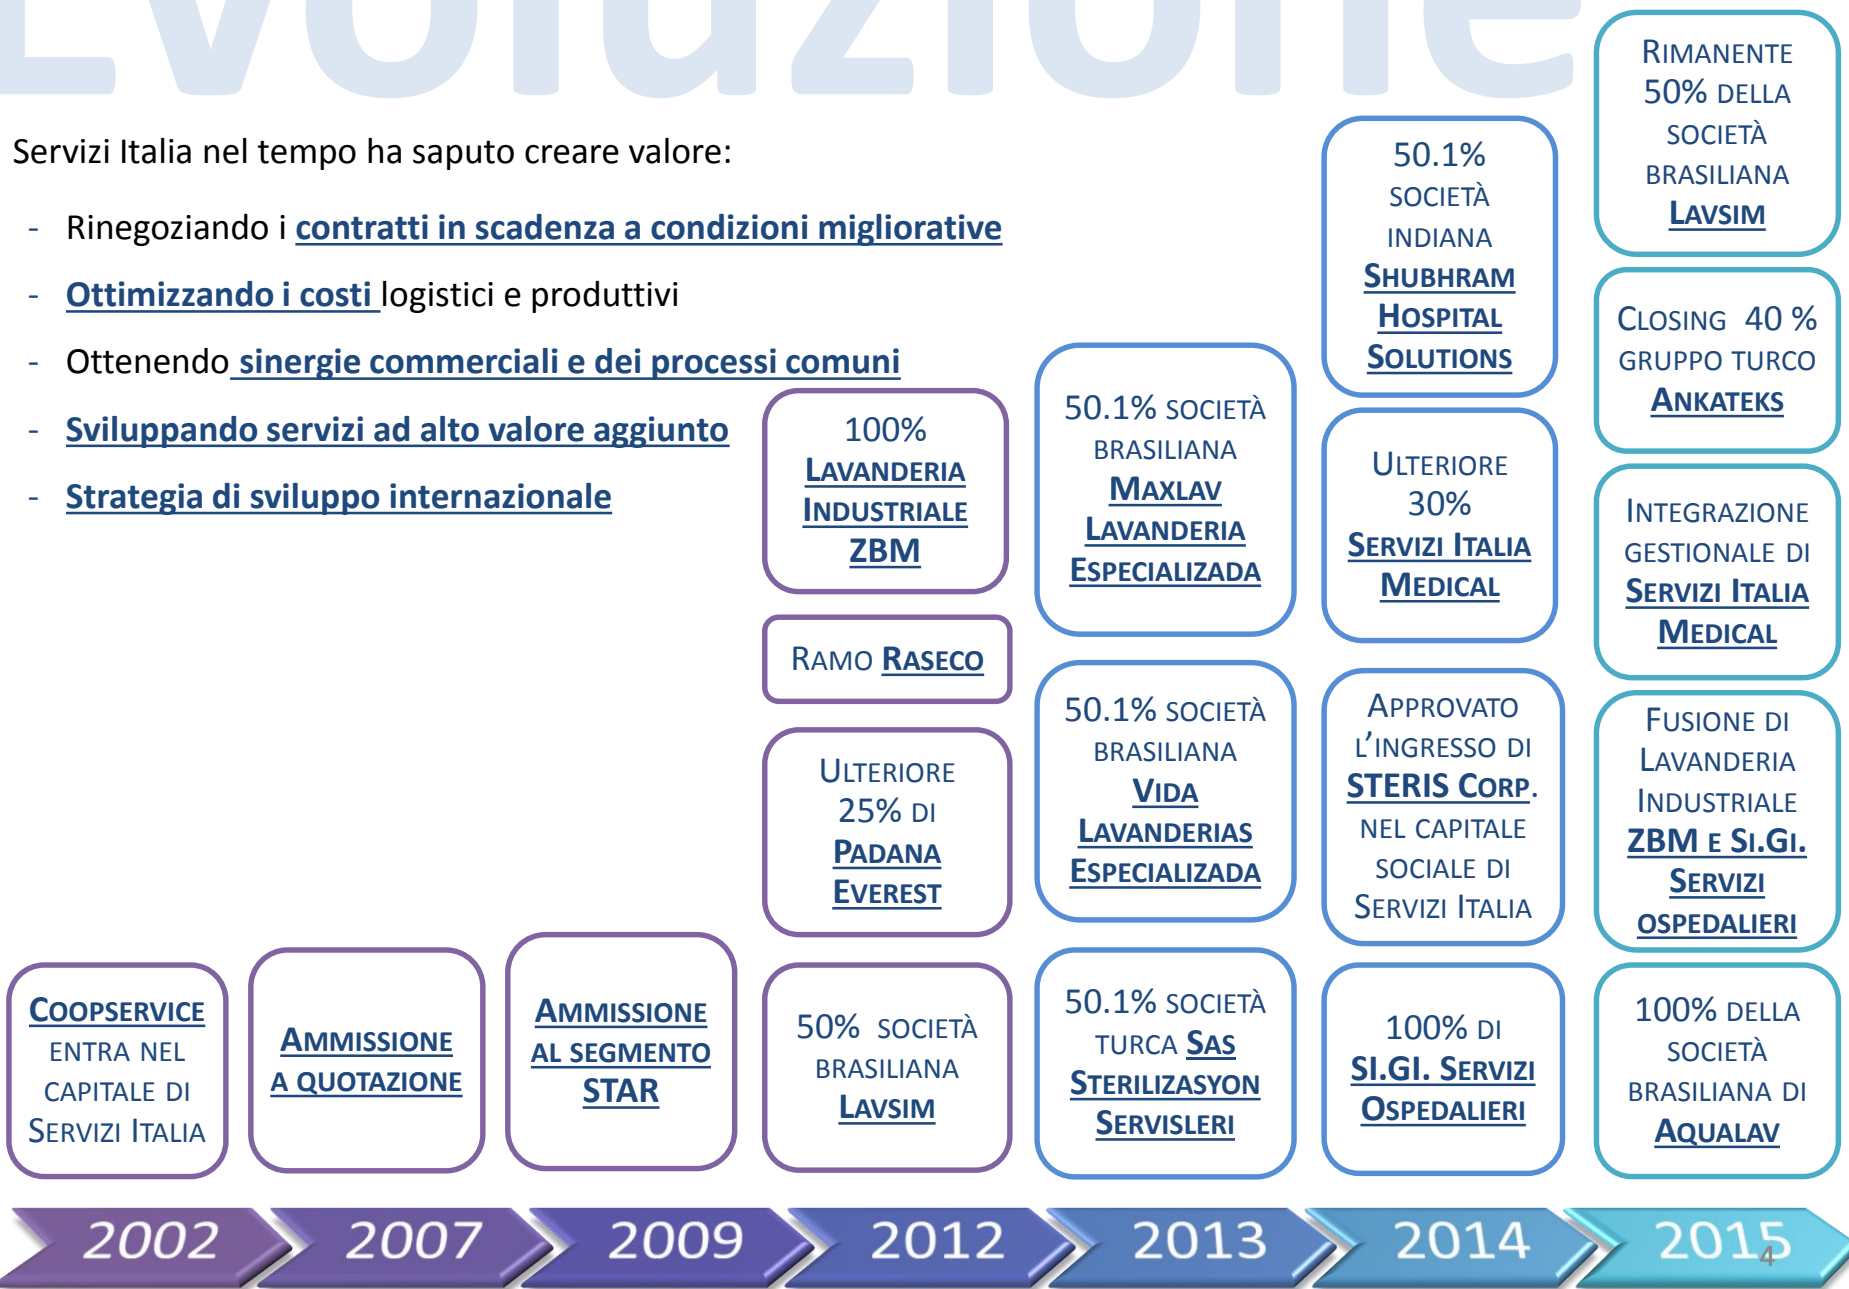 Evoluzione
Servizi Italia nel tempo ha saputo creare valore:
- Rinegoziando i contratti in scadenza a condizioni migliorative
- Ottimizzando i costi logistici e produttivi
- Ottenendo sinergie commerciali e dei processi comuni
- Sviluppando servizi ad alto valore aggiunto
- Strategia di sviluppo internazionale
COOPSERVICE
ENTRA NEL
CAPITALE DI
SERVIZI ITALIA
AMMISSIONE
A QUOTAZIONE
AMMISSIONE
AL SEGMENTO
STAR
100%
LAVANDERIA
INDUSTRIALE
ZBM
RAMO RASECO
ULTERIORE
25% DI
PADANA
EVEREST
50% SOCIETÀ
BRASILIANA
LAVSIM
50.1% SOCIETÀ
BRASILIANA
MAXLAV
LAVANDERIA
ESPECIALIZADA
50.1% SOCIETÀ
BRASILIANA
VIDA
LAVANDERIAS
ESPECIALIZADA
50.1% SOCIETÀ
TURCA SAS
STERILIZASYON
SERVISLERI
50.1%
SOCIETÀ
INDIANA
SHUBHRAM
HOSPITAL
SOLUTIONS
ULTERIORE
30%
SERVIZI ITALIA
MEDICAL
APPROVATO
L'INGRESSO DI
STERIS CORP.
NEL CAPITALE
SOCIALE DI
SERVIZI ITALIA
100% DI
SI.GI. SERVIZI
OSPEDALIERI
RIMANENTE
50% DELLA
SOCIETÀ
BRASILIANA
LAVSIM
CLOSING 40 %
GRUPPO TURCO
ANKATEKS
INTEGRAZIONE
GESTIONALE DI
SERVIZI ITALIA
MEDICAL
FUSIONE DI
LAVANDERIA
INDUSTRIALE
ZBM E SI.GI.
SERVIZI
OSPEDALIERI
100% DELLA
SOCIETÀ
BRASILIANA DI
AQUALAV
2002 2007 2009 2012 2013 2014 2015
4